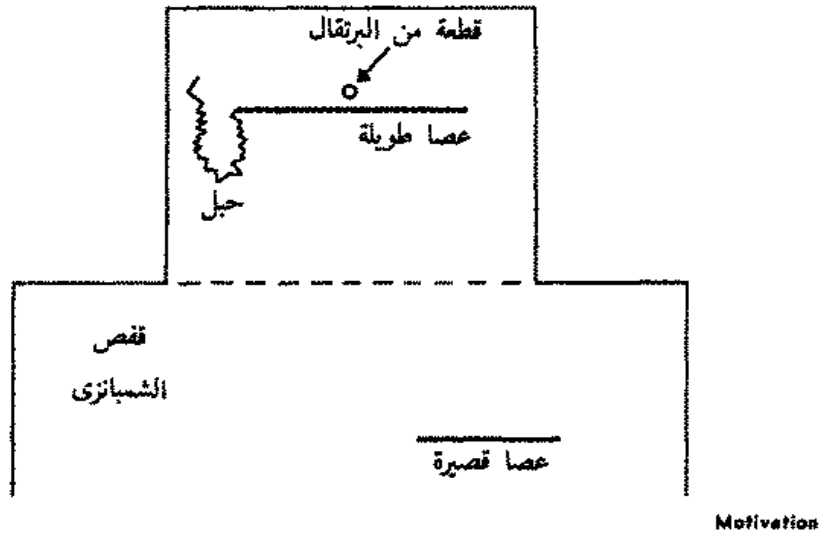 قطعة من البرتقال
عصا طويلة
حبل
قفص
الشمبانزى
عصا قصيرة
Motivation